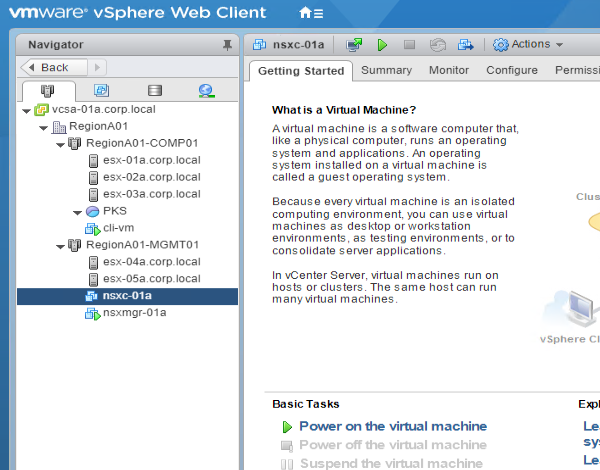 vmware® vSphere Web Client
Navigator
Back
vcsa-01a.corp.local
RegionA01
RegionA01-COMP01
esx-01a.corp.local
esx-02a.corp.local
esx-03a.corp.local
PKS
cli-vm
RegionA01-MGMT01
esx-04a.corp.local
esx-05a.corp.local
nsxc-01a
nsxmgr-01a
nsxc-01a
Actions
Getting Started Summary Monitor Configure Permissi
What is a Virtual Machine?
A virtual machine is a software computer that,
like a physical computer, runs an operating
system and applications. An operating
system installed on a virtual machine is
called a guest operating system.
Because every virtual machine is an isolated
computing environment, you can use virtual
machines as desktop or workstation
environments, as testing environments, or to
consolidate server applications.
In vCenter Server, virtual machines run on
hosts or clusters. The same host can run
many virtual machines.
Clus
vSphere Cl
Basic Tasks
Power on the virtual machine
Power off the virtual machine
Suspend the virtual machine
Expl
Le
sy
Le